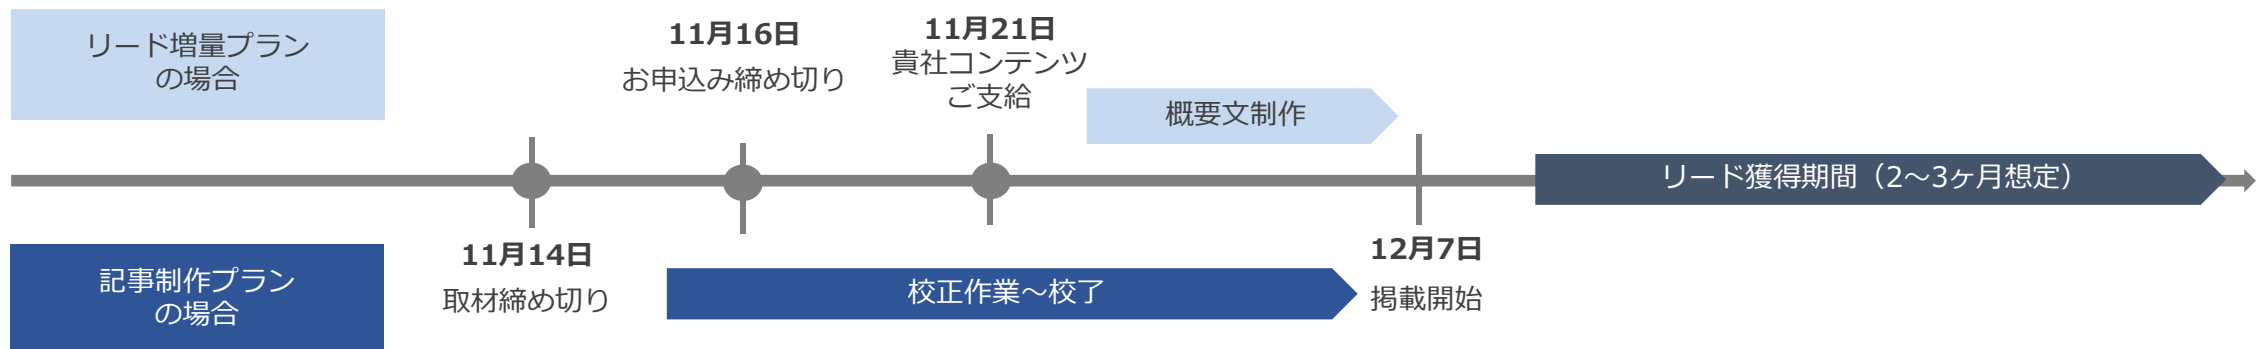 リード増量プラン
の場合
11月16日
お申込み締め切り
11月21日
貴社コンテンツ
ご支給
概要文制作
リード獲得期間（2～3ヶ月想定）
記事制作プラン
の場合
11月14日
取材締め切り
校正作業～校了
12月7日
掲載開始